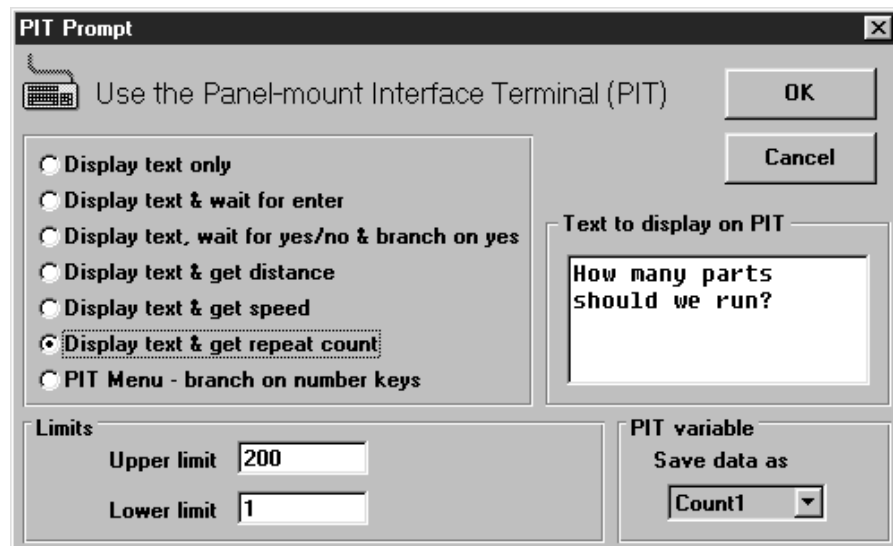 PIT Prompt
Use the Panel-mount Interface Terminal (PIT)
OK
Cancel
Display text only
Display text & wait for enter
Display text, wait for yes/no & branch on yes
Display text & get distance
Display text & get speed
Display text & get repeat count
PIT Menu - branch on number keys
Text to display on PIT
How many parts
should we run?
Limits
Upper limit 200
Lower limit 1
PIT variable
Save data as
Count1